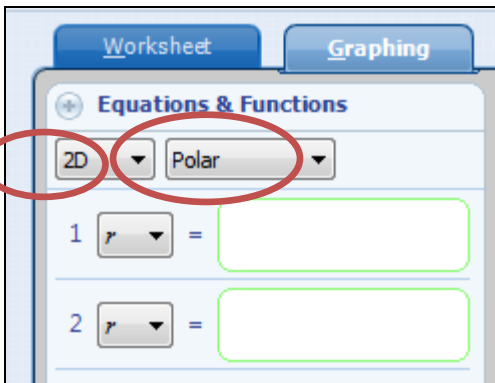 Worksheet Graphing
Equations & Functions
2D Polar
1 r =
2 r =